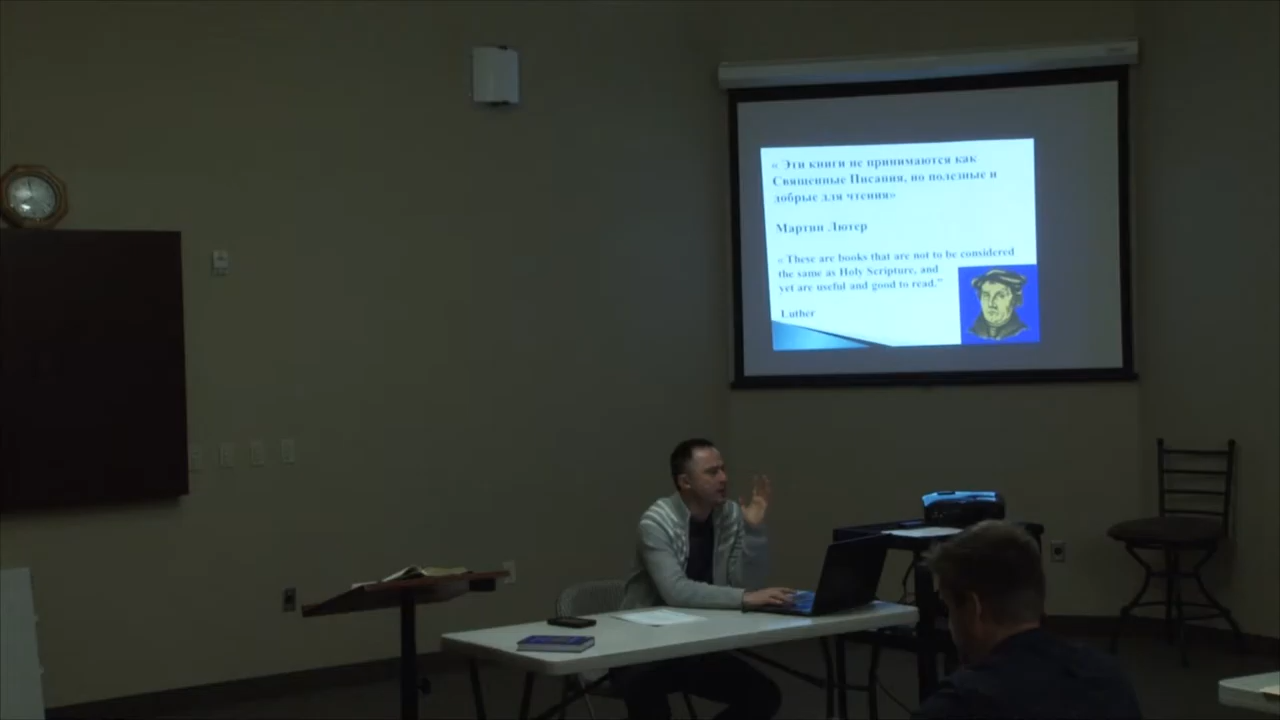 « Эти книги не принимаются как
Священные Писания, но полезные и
добрые для чтения»
Мартин Лютер
« These are books that are not to be considered
the same as Holy Scripture, and
yet are useful and good to read."
Luther